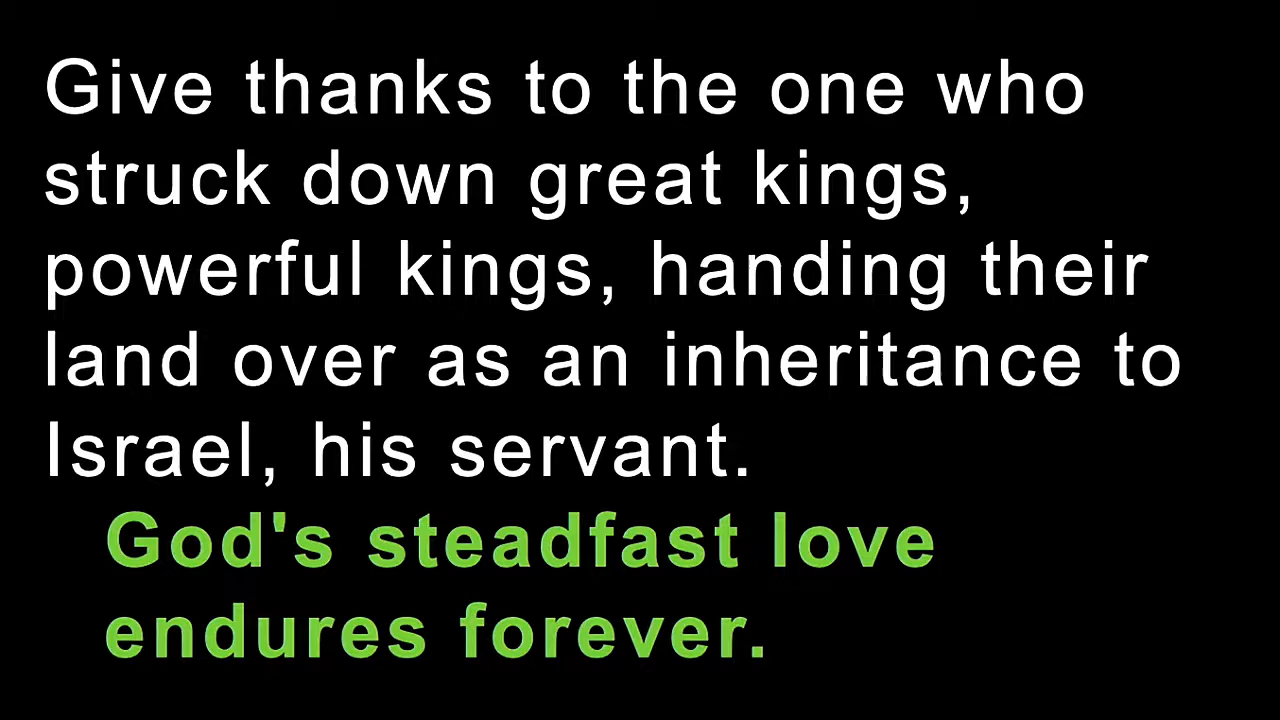 Give thanks to the one who
struck down great kings,
powerful kings, handing their
land over as an inheritance to
Israel, his servant.
God's steadfast love
endures forever.